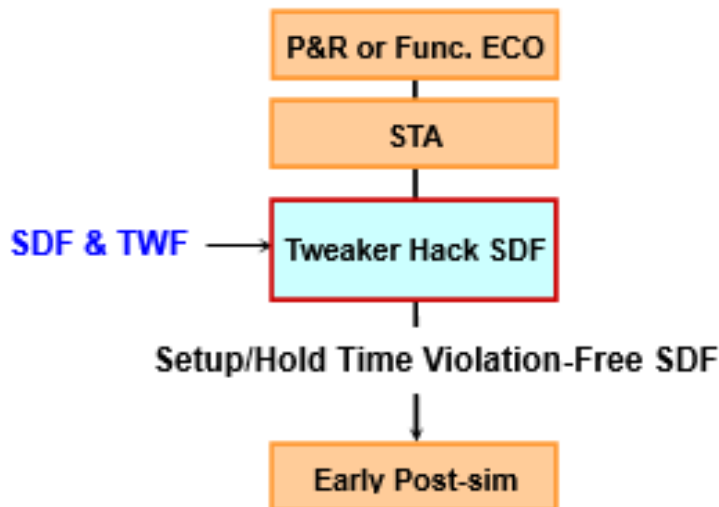 P&R or Func. ECO
STA
SDF & TWF
Tweaker Hack SDF
Setup/Hold Time Violation-Free SDF
Early Post-sim